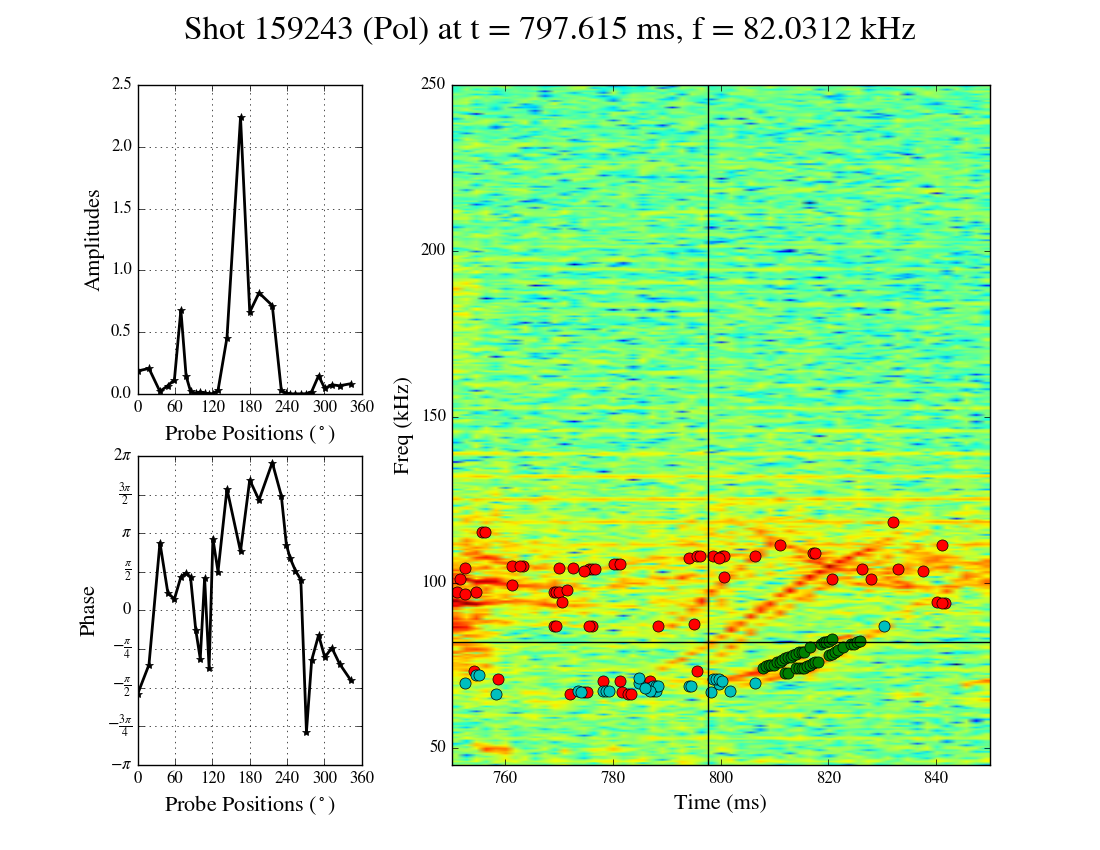 Shot 159243 (Pol) at t = 797.615 ms, f = 82.0312 kHz
2.5
2.0
1.5
1.0
0.5
0.0
Amplitudes
0 60 120 180 240 300 360
Probe Positions (°)
2π
3π/2
π
π/2
0
−π/4
−π/2
−3π/4
−π
Phase
0 60 120 180 240 300 360
Probe Positions (°)
250
200
150
100
50
Freq (kHz)
760 780 800 820 840
Time (ms)